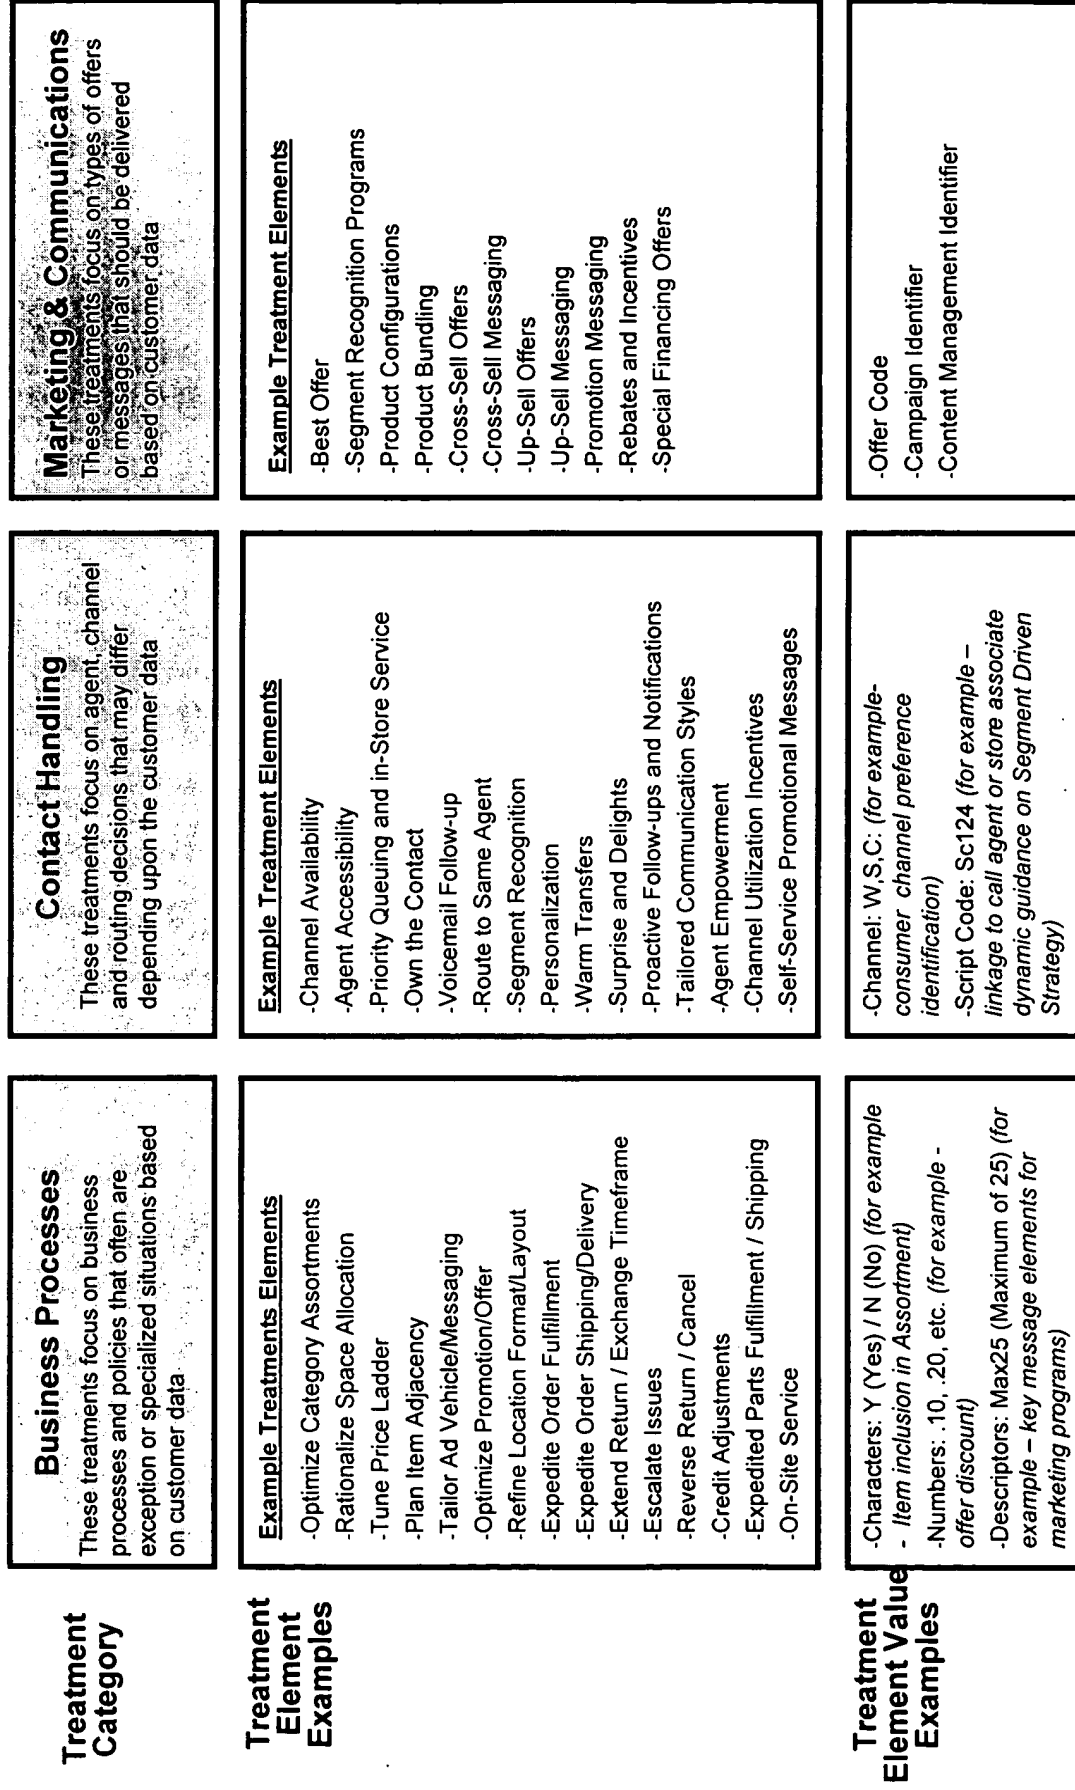 Treatment
Category
Business Processes
These treatments focus on business
processes and policies that often are
exception or specialized situations based
on customer data
Contact Handling
These treatments focus on agent, channel
and routing decisions that may differ
depending upon the customer data
Marketing & Communications
These treatments focus on types of offers
or messages that should be delivered
based on customer data
Treatment
Element
Examples
Example Treatments Elements
-Optimize Category Assortments
-Rationalize Space Allocation
-Tune Price Ladder
-Plan Item Adjacency
-Tailor Ad Vehicle/Messaging
-Optimize Promotion/Offer
-Refine Location Format/Layout
-Expedite Order Fulfillment
-Expedite Order Shipping/Delivery
-Extend Return / Exchange Timeframe
-Escalate Issues
-Reverse Return / Cancel
-Credit Adjustments
-Expedited Parts Fulfillment / Shipping
-On-Site Service
Example Treatment Elements
-Channel Availability
-Agent Accessibility
-Priority Queuing and in-Store Service
-Own the Contact
-Voicemail Follow-up
-Route to Same Agent
-Segment Recognition
-Personalization
-Warm Transfers
-Surprise and Delights
-Proactive Follow-ups and Notifications
-Tailored Communication Styles
-Agent Empowerment
-Channel Utilization Incentives
-Self-Service Promotional Messages
Example Treatment Elements
-Best Offer
-Segment Recognition Programs
-Product Configurations
-Product Bundling
-Cross-Sell Offers
-Cross-Sell Messaging
-Up-Sell Offers
-Up-Sell Messaging
-Promotion Messaging
-Rebates and Incentives
-Special Financing Offers
Treatment
Element Value
Examples
-Characters: Y (Yes) / N (No) (for example
- Item inclusion in Assortment)
-Numbers: .10, .20, etc. (for example -
offer discount)
-Descriptors: Max25 (Maximum of 25) (for
example – key message elements for
marketing programs)
-Channel: W,S,C: (for example-
consumer channel preference
identification)
-Script Code: Sc124 (for example –
linkage to call agent or store associate
dynamic guidance on Segment Driven
Strategy)
-Offer Code
-Campaign Identifier
-Content Management Identifier